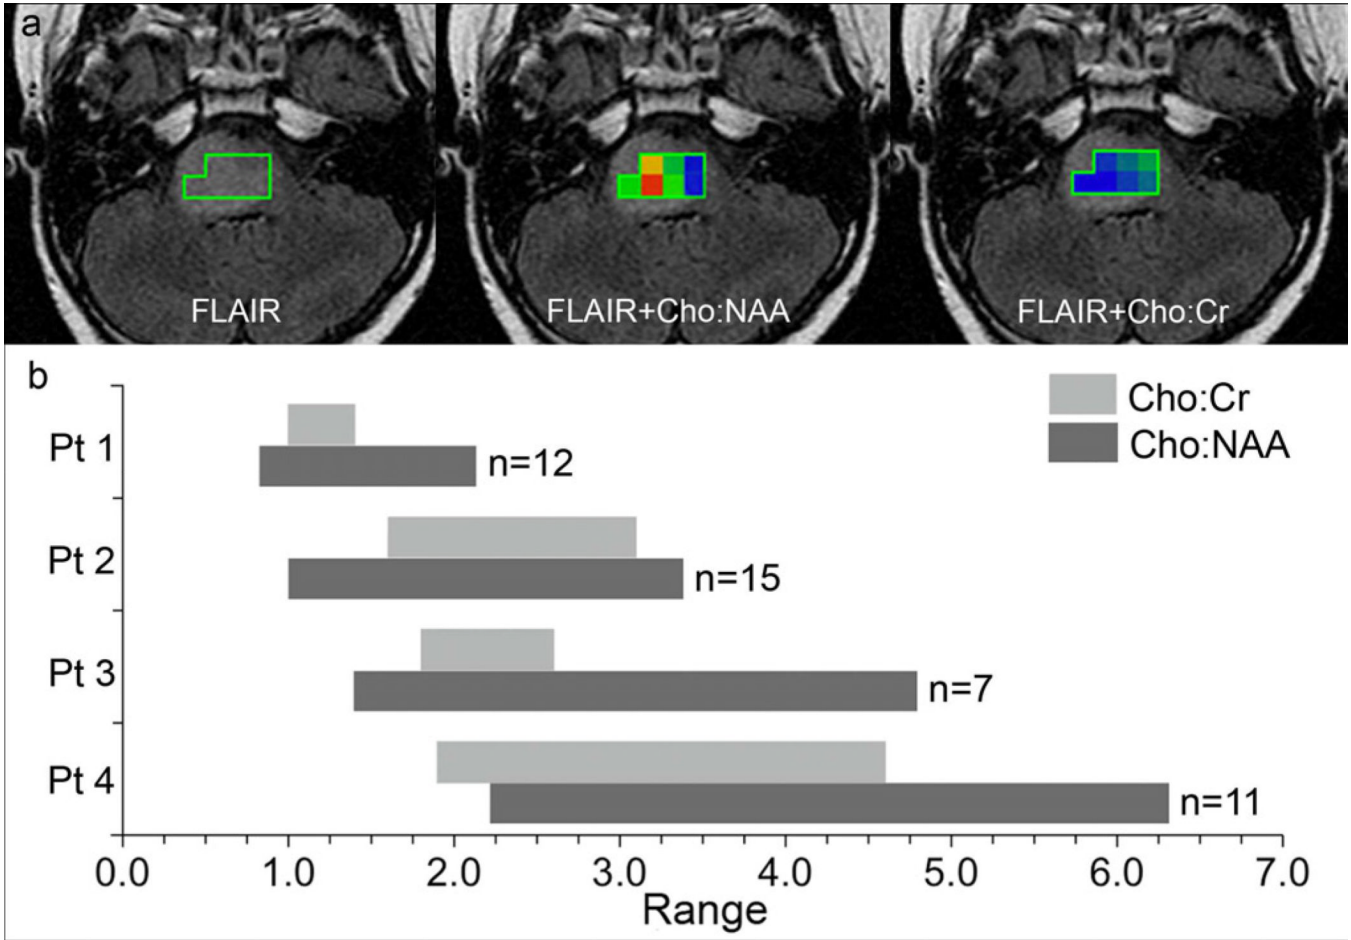 a
FLAIR
FLAIR+Cho:NAA
FLAIR+Cho:Cr
b
Cho:Cr
Cho:NAA
Pt 1
n=12
Pt 2
n=15
Pt 3
n=7
Pt 4
n=11
0.0 1.0 2.0 3.0 4.0 5.0 6.0 7.0
Range